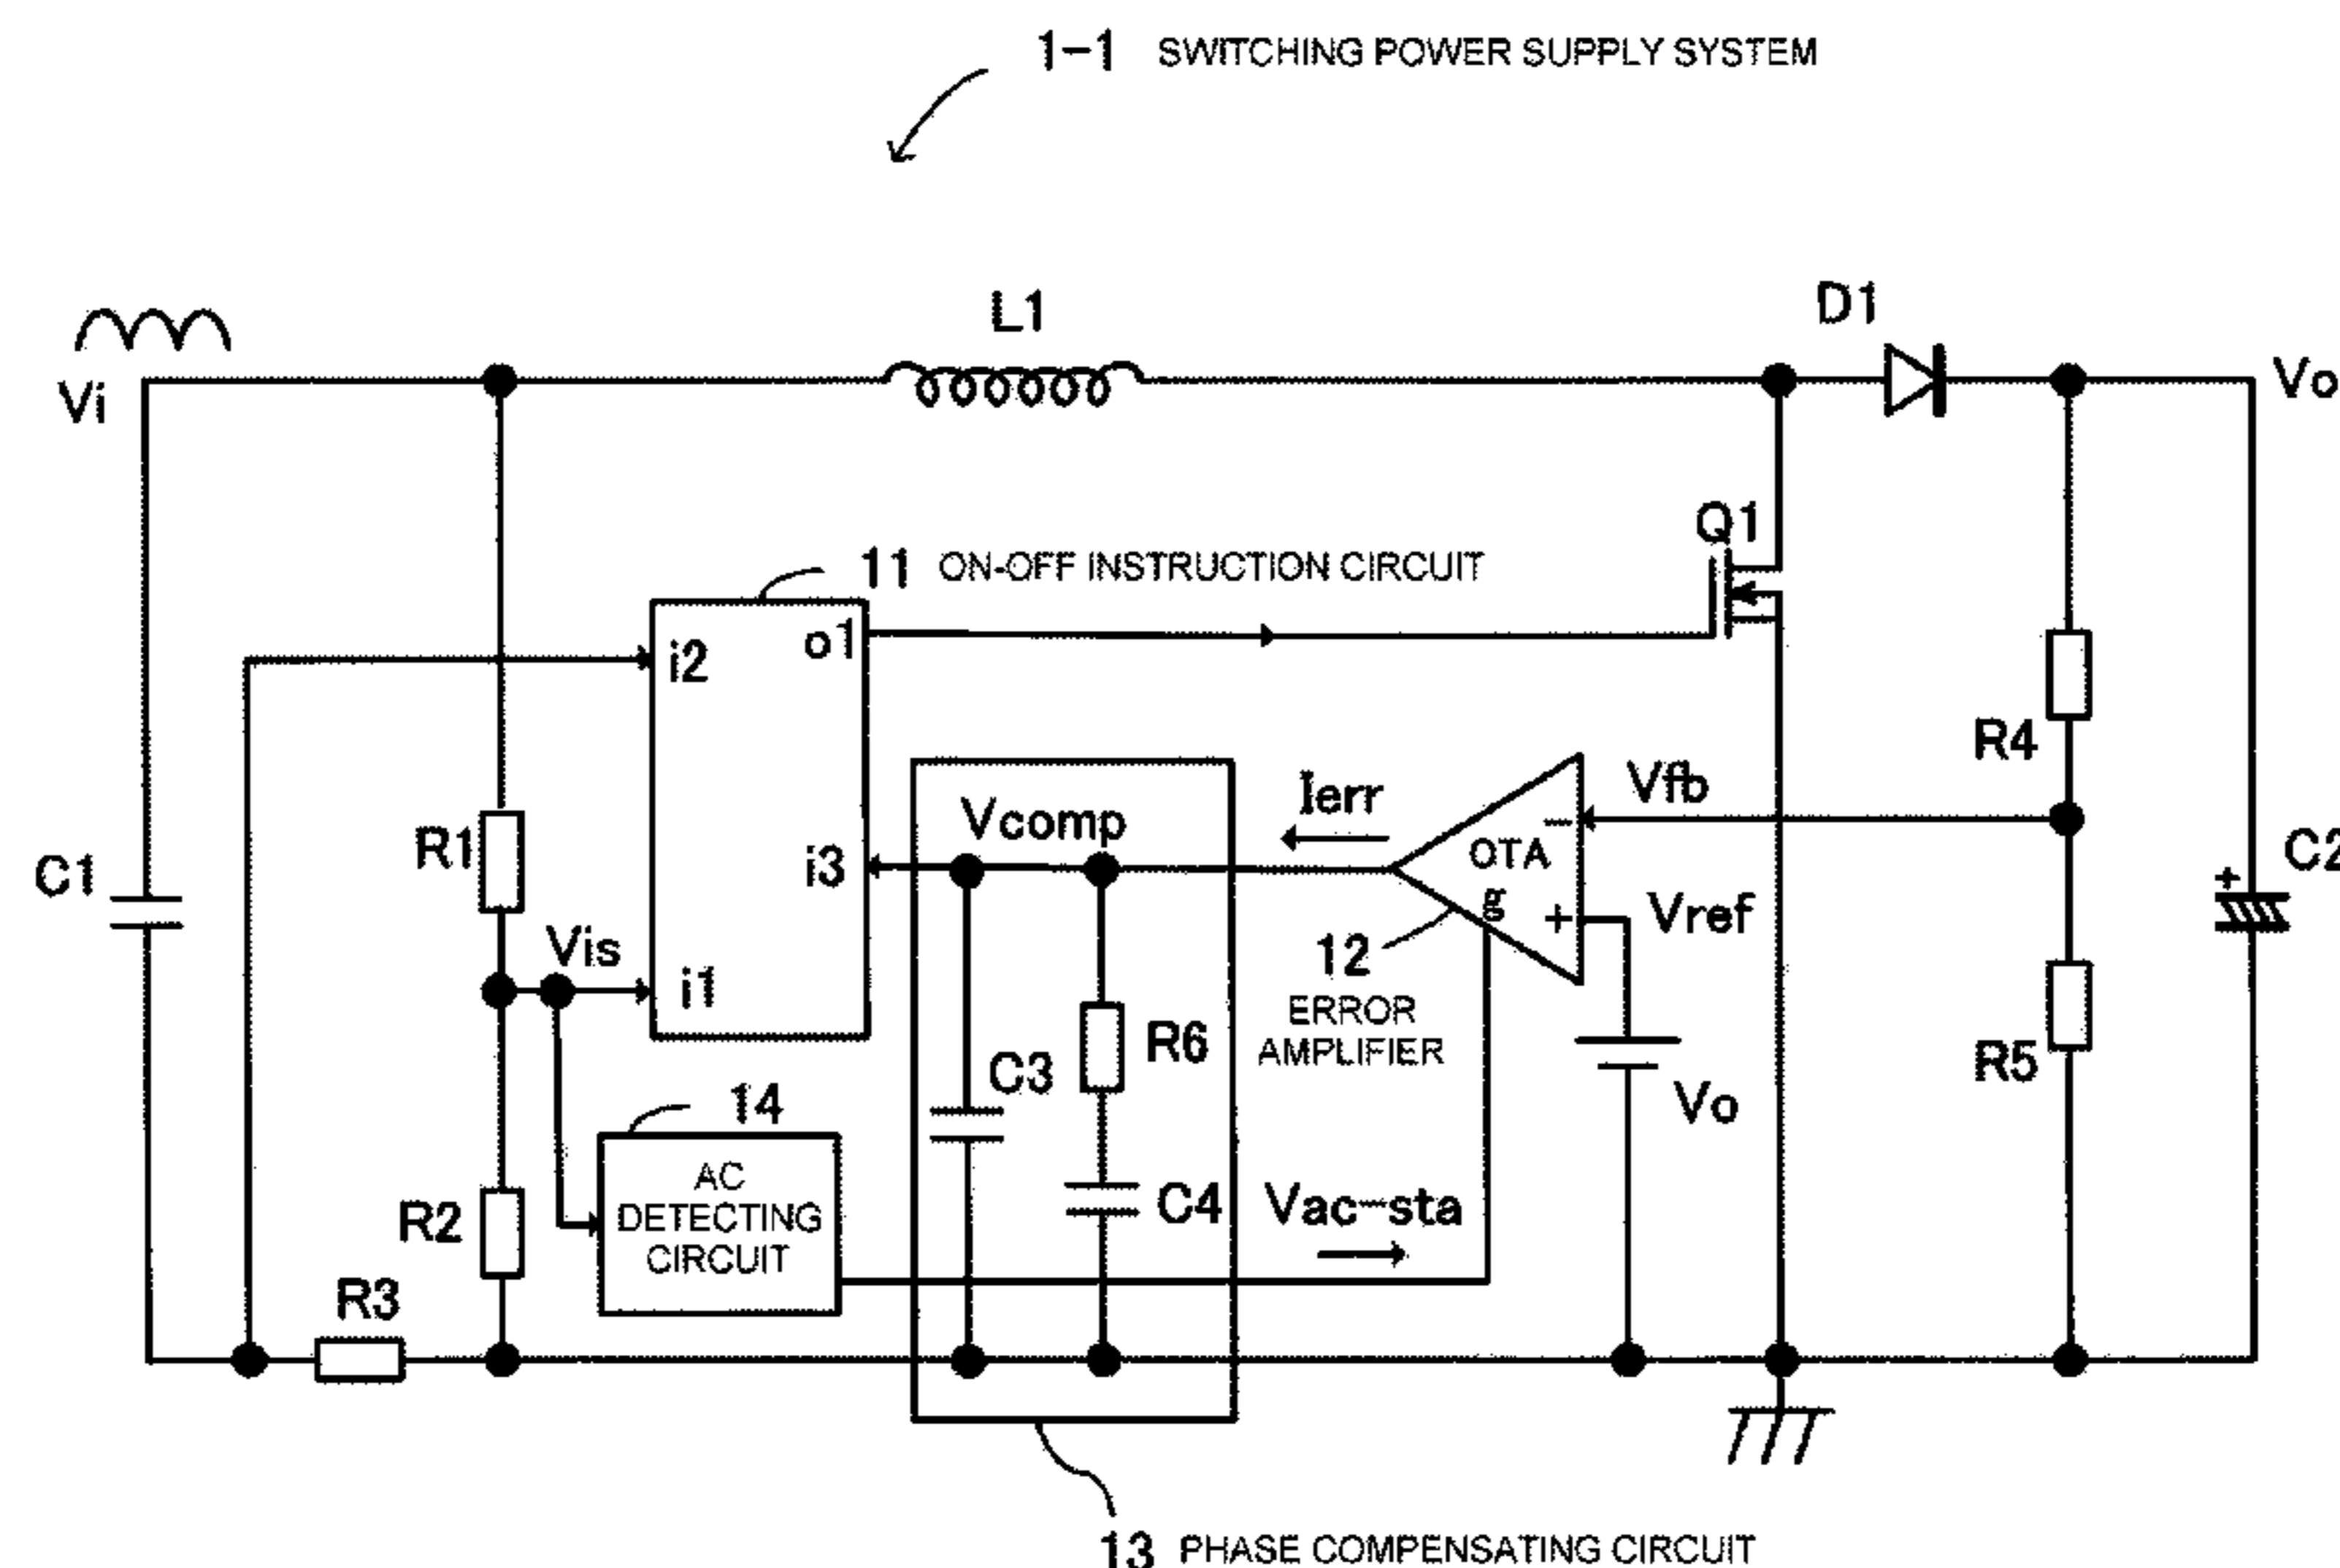 1-1 SWITCHING POWER SUPPLY SYSTEM
L1
D1
Vi
Vo
Q1
11 ON-OFF INSTRUCTION CIRCUIT
o1
i2
R4
Vfb
Ierr
Vcomp
R1
C1
i3
OTA
-
C2
+
g
+
Vref
Vis
12
i1
ERROR
AMPLIFIER
R6
C3
R5
14
Vo
AC
DETECTING
CIRCUIT
R2
C4
Vac-sta
R3
13 PHASE COMPENSATING CIRCUIT